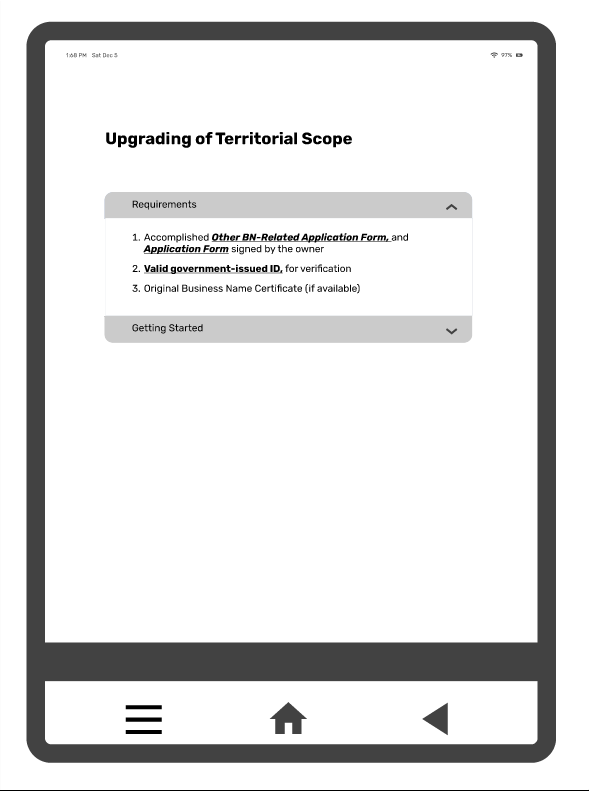 1:68 PM Sat Dec 5
97%
Upgrading of Territorial Scope
Requirements
1. Accomplished Other BN-Related Application Form, and
Application Form signed by the owner
2. Valid government-issued ID, for verification
3. Original Business Name Certificate (if available)
Getting Started